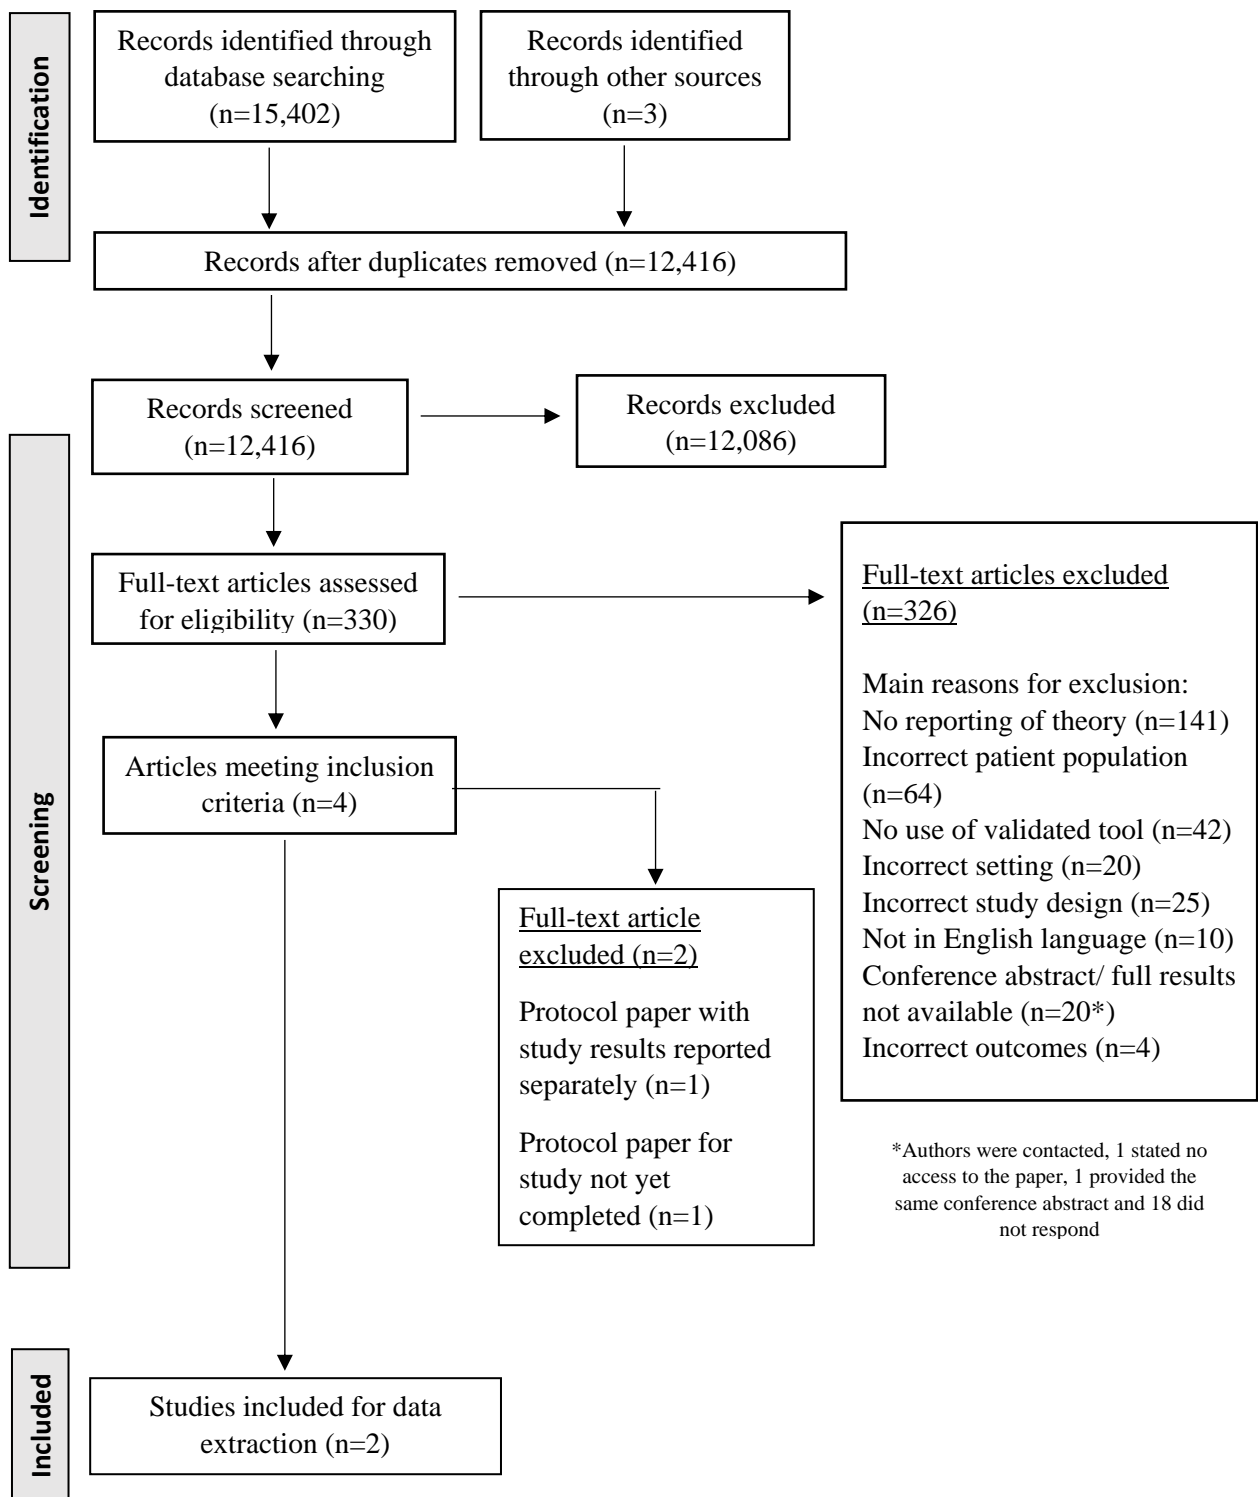 Identification
Records identified through
database searching
(n=15,402)
Records identified
through other sources
(n=3)
Records after duplicates removed (n=12,416)
Screening
Records screened
(n=12,416)
Records excluded
(n=12,086)
Full-text articles assessed
for eligibility (n=330)
Full-text articles excluded
(n=326)
Main reasons for exclusion:
No reporting of theory (n=141)
Incorrect patient population
(n=64)
No use of validated tool (n=42)
Incorrect setting (n=20)
Incorrect study design (n=25)
Not in English language (n=10)
Conference abstract/ full results
not available (n=20*)
Incorrect outcomes (n=4)
*Authors were contacted, 1 stated no
access to the paper, 1 provided the
same conference abstract and 18 did
not respond
Articles meeting inclusion
criteria (n=4)
Full-text article
excluded (n=2)
Protocol paper with
study results reported
separately (n=1)
Protocol paper for
study not yet
completed (n=1)
Included
Studies included for data
extraction (n=2)